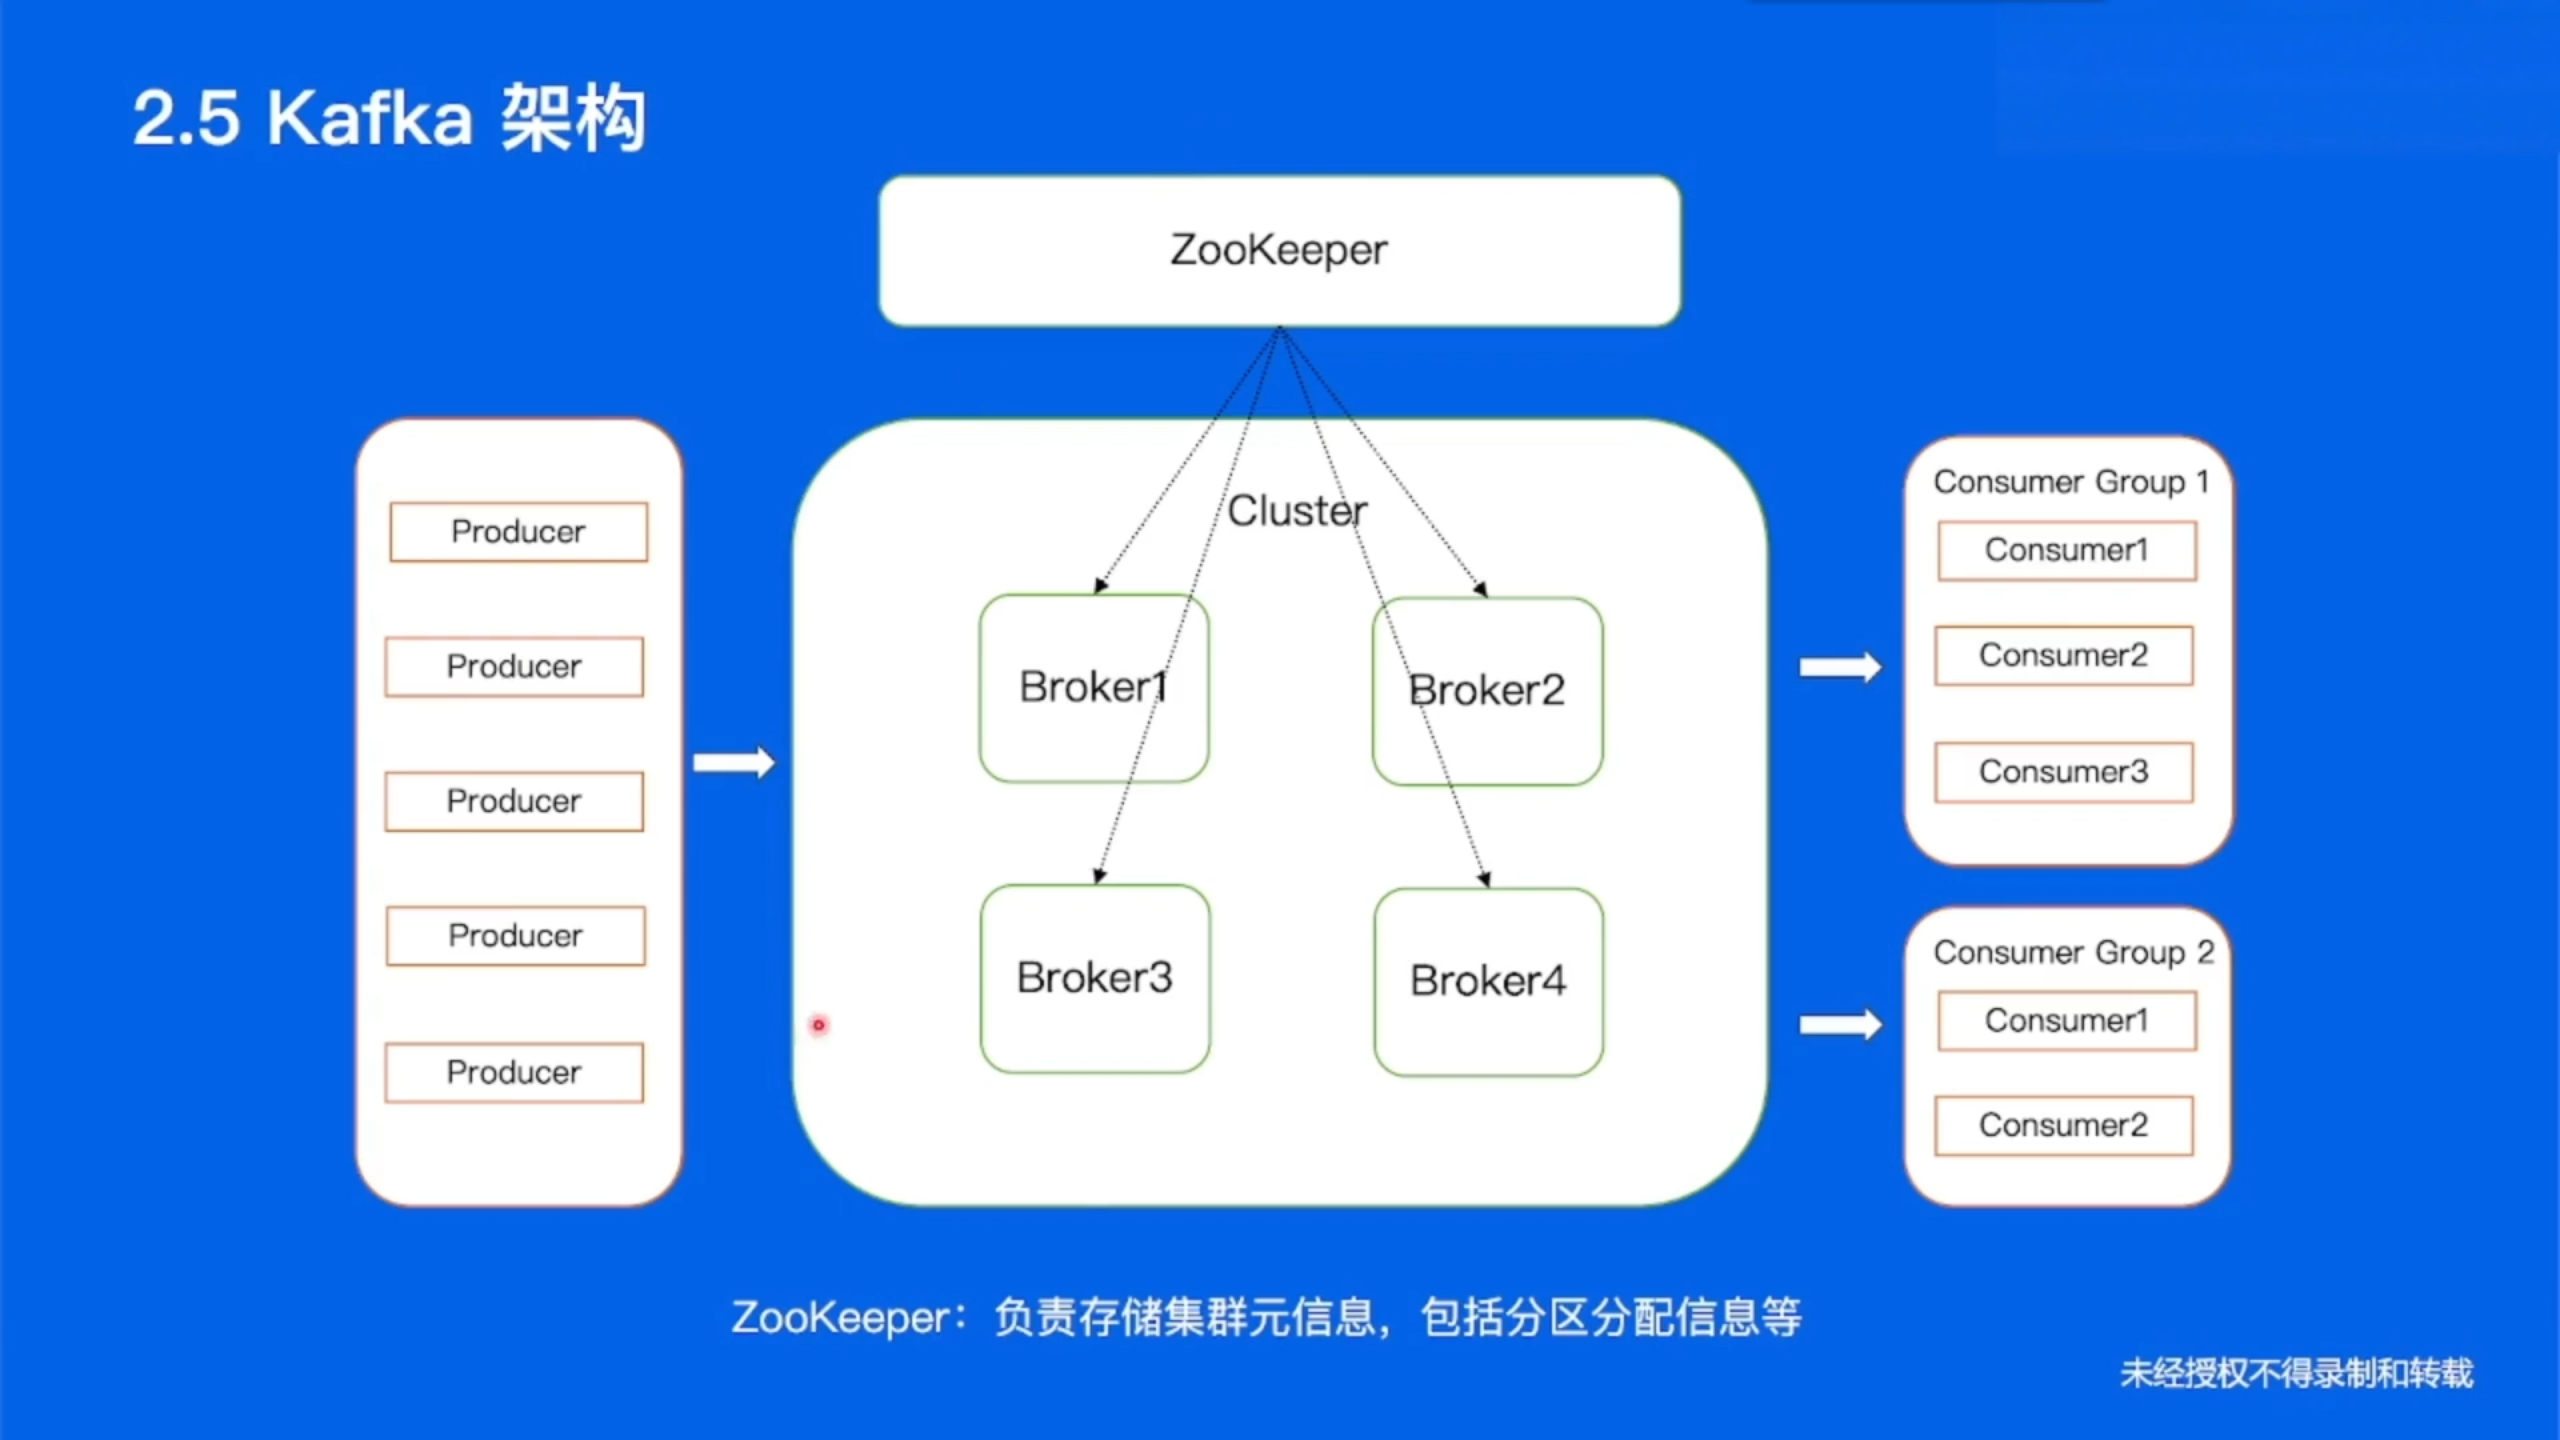 2.5 Kafka 架构
ZooKeeper
Cluster
Producer
Producer
Producer
Producer
Producer
Broker1
Broker2
Broker3
Broker4
Consumer Group 1
Consumer1
Consumer2
Consumer3
Consumer Group 2
Consumer1
Consumer2
ZooKeeper：负责存储集群元信息，包括分区分配信息等
未经授权不得录制和转载